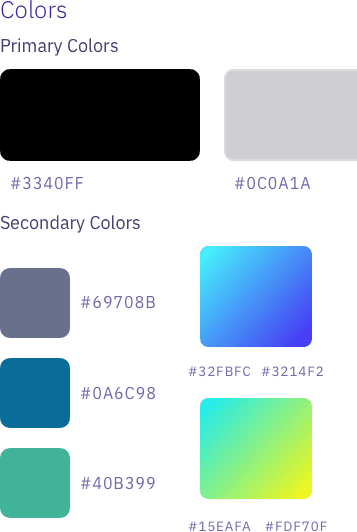 Colors
Primary Colors
#3340FF #0C0A1A
Secondary Colors
#69708B
#32FBFC #3214F2
#0A6C98
#40B399
#15EAFA #FDF70F